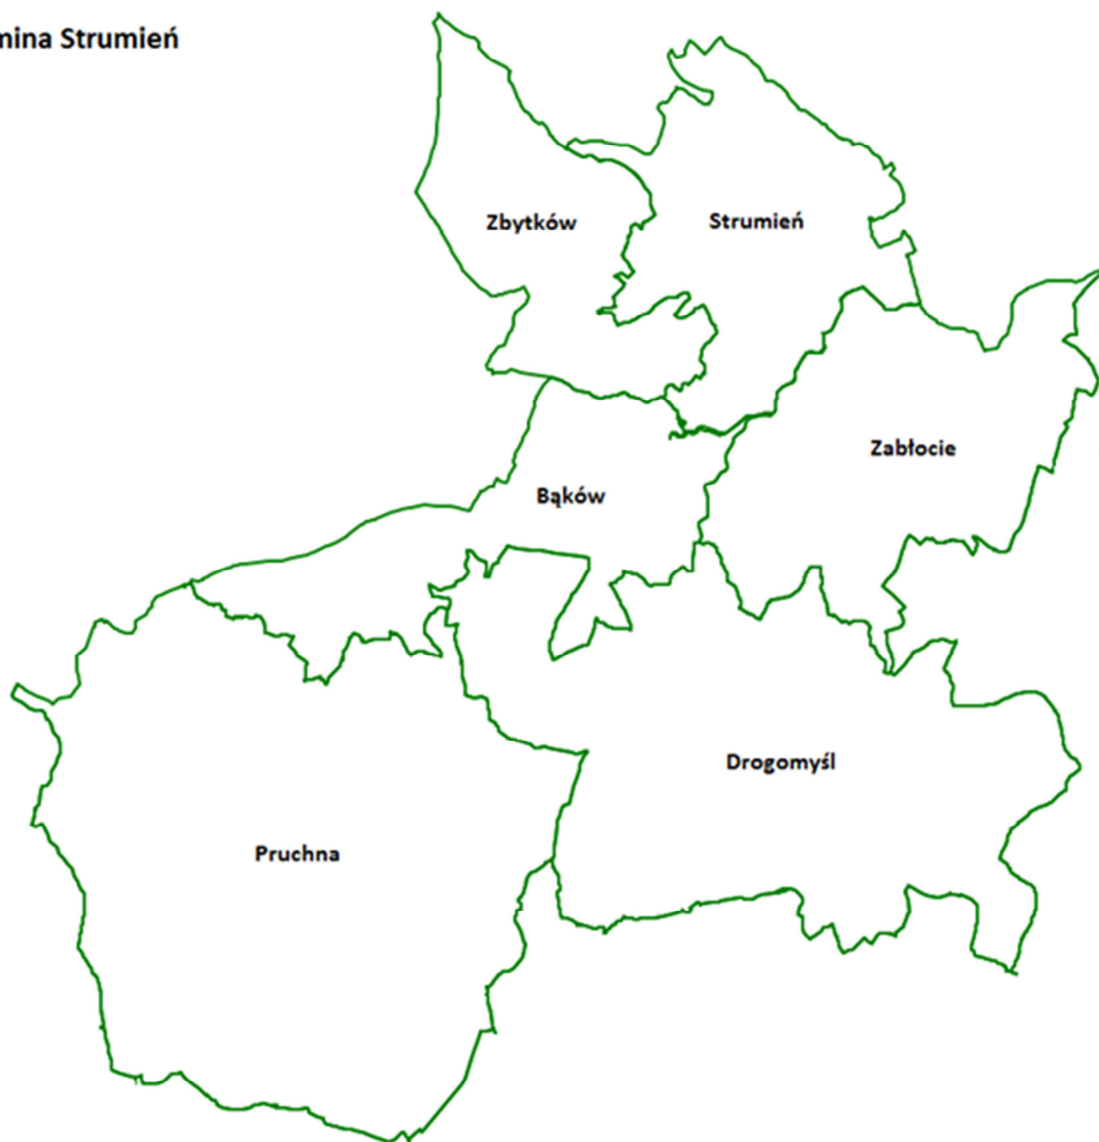 mina Strumień
Zbytków
Strumień
Zabłocie
Bąków
Drogomyśl
Pruchna